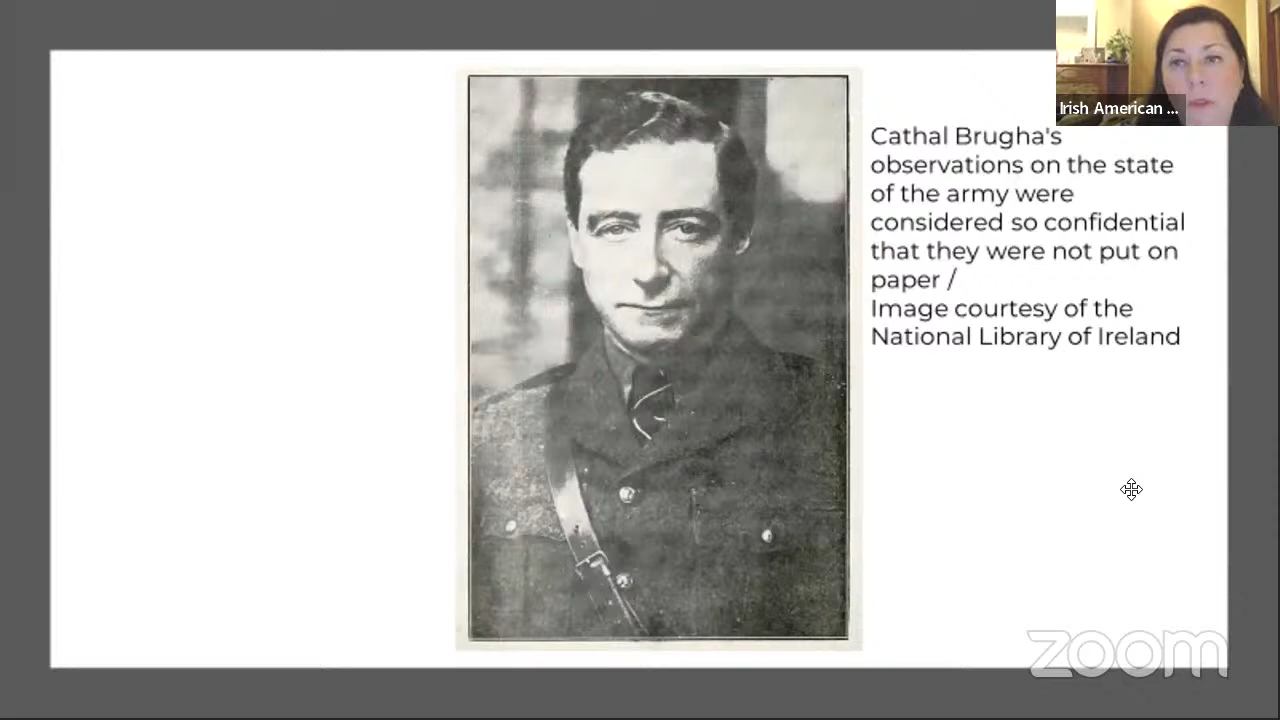 Irish American ...
Cathal Brugha's
observations on the state
of the army were
considered so confidential
that they were not put on
paper /
Image courtesy of the
National Library of Ireland
zoom